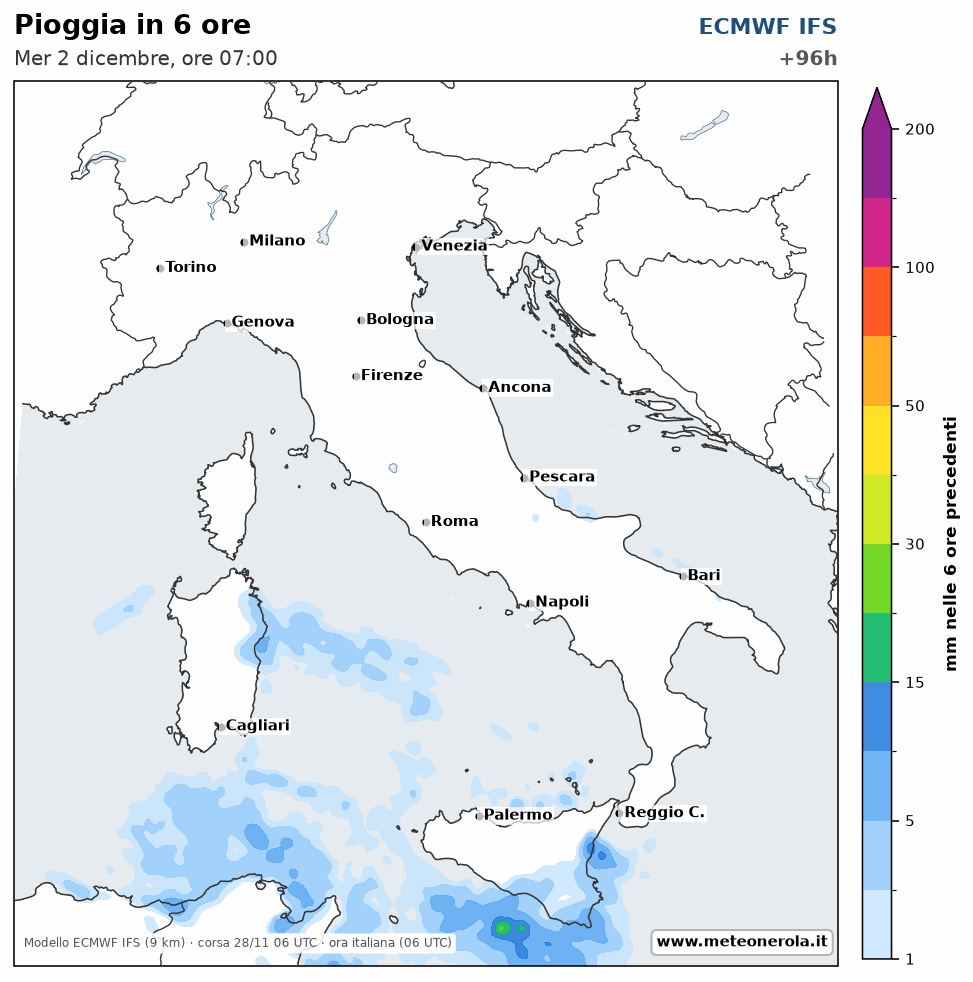 Pioggia in 6 ore
ECMWF IFS
Mer 2 dicembre, ore 07:00
+96h
Milano
Venezia
Torino
Genova
Bologna
Firenze
Ancona
Pescara
Roma
Bari
Napoli
Cagliari
Palermo
Reggio C.
Modello ECMWF IFS (9 km) · corsa 28/11 06 UTC · ora italiana (06 UTC)
www.meteonerola.it
200
100
50
30
15
5
1
mm nelle 6 ore precedenti